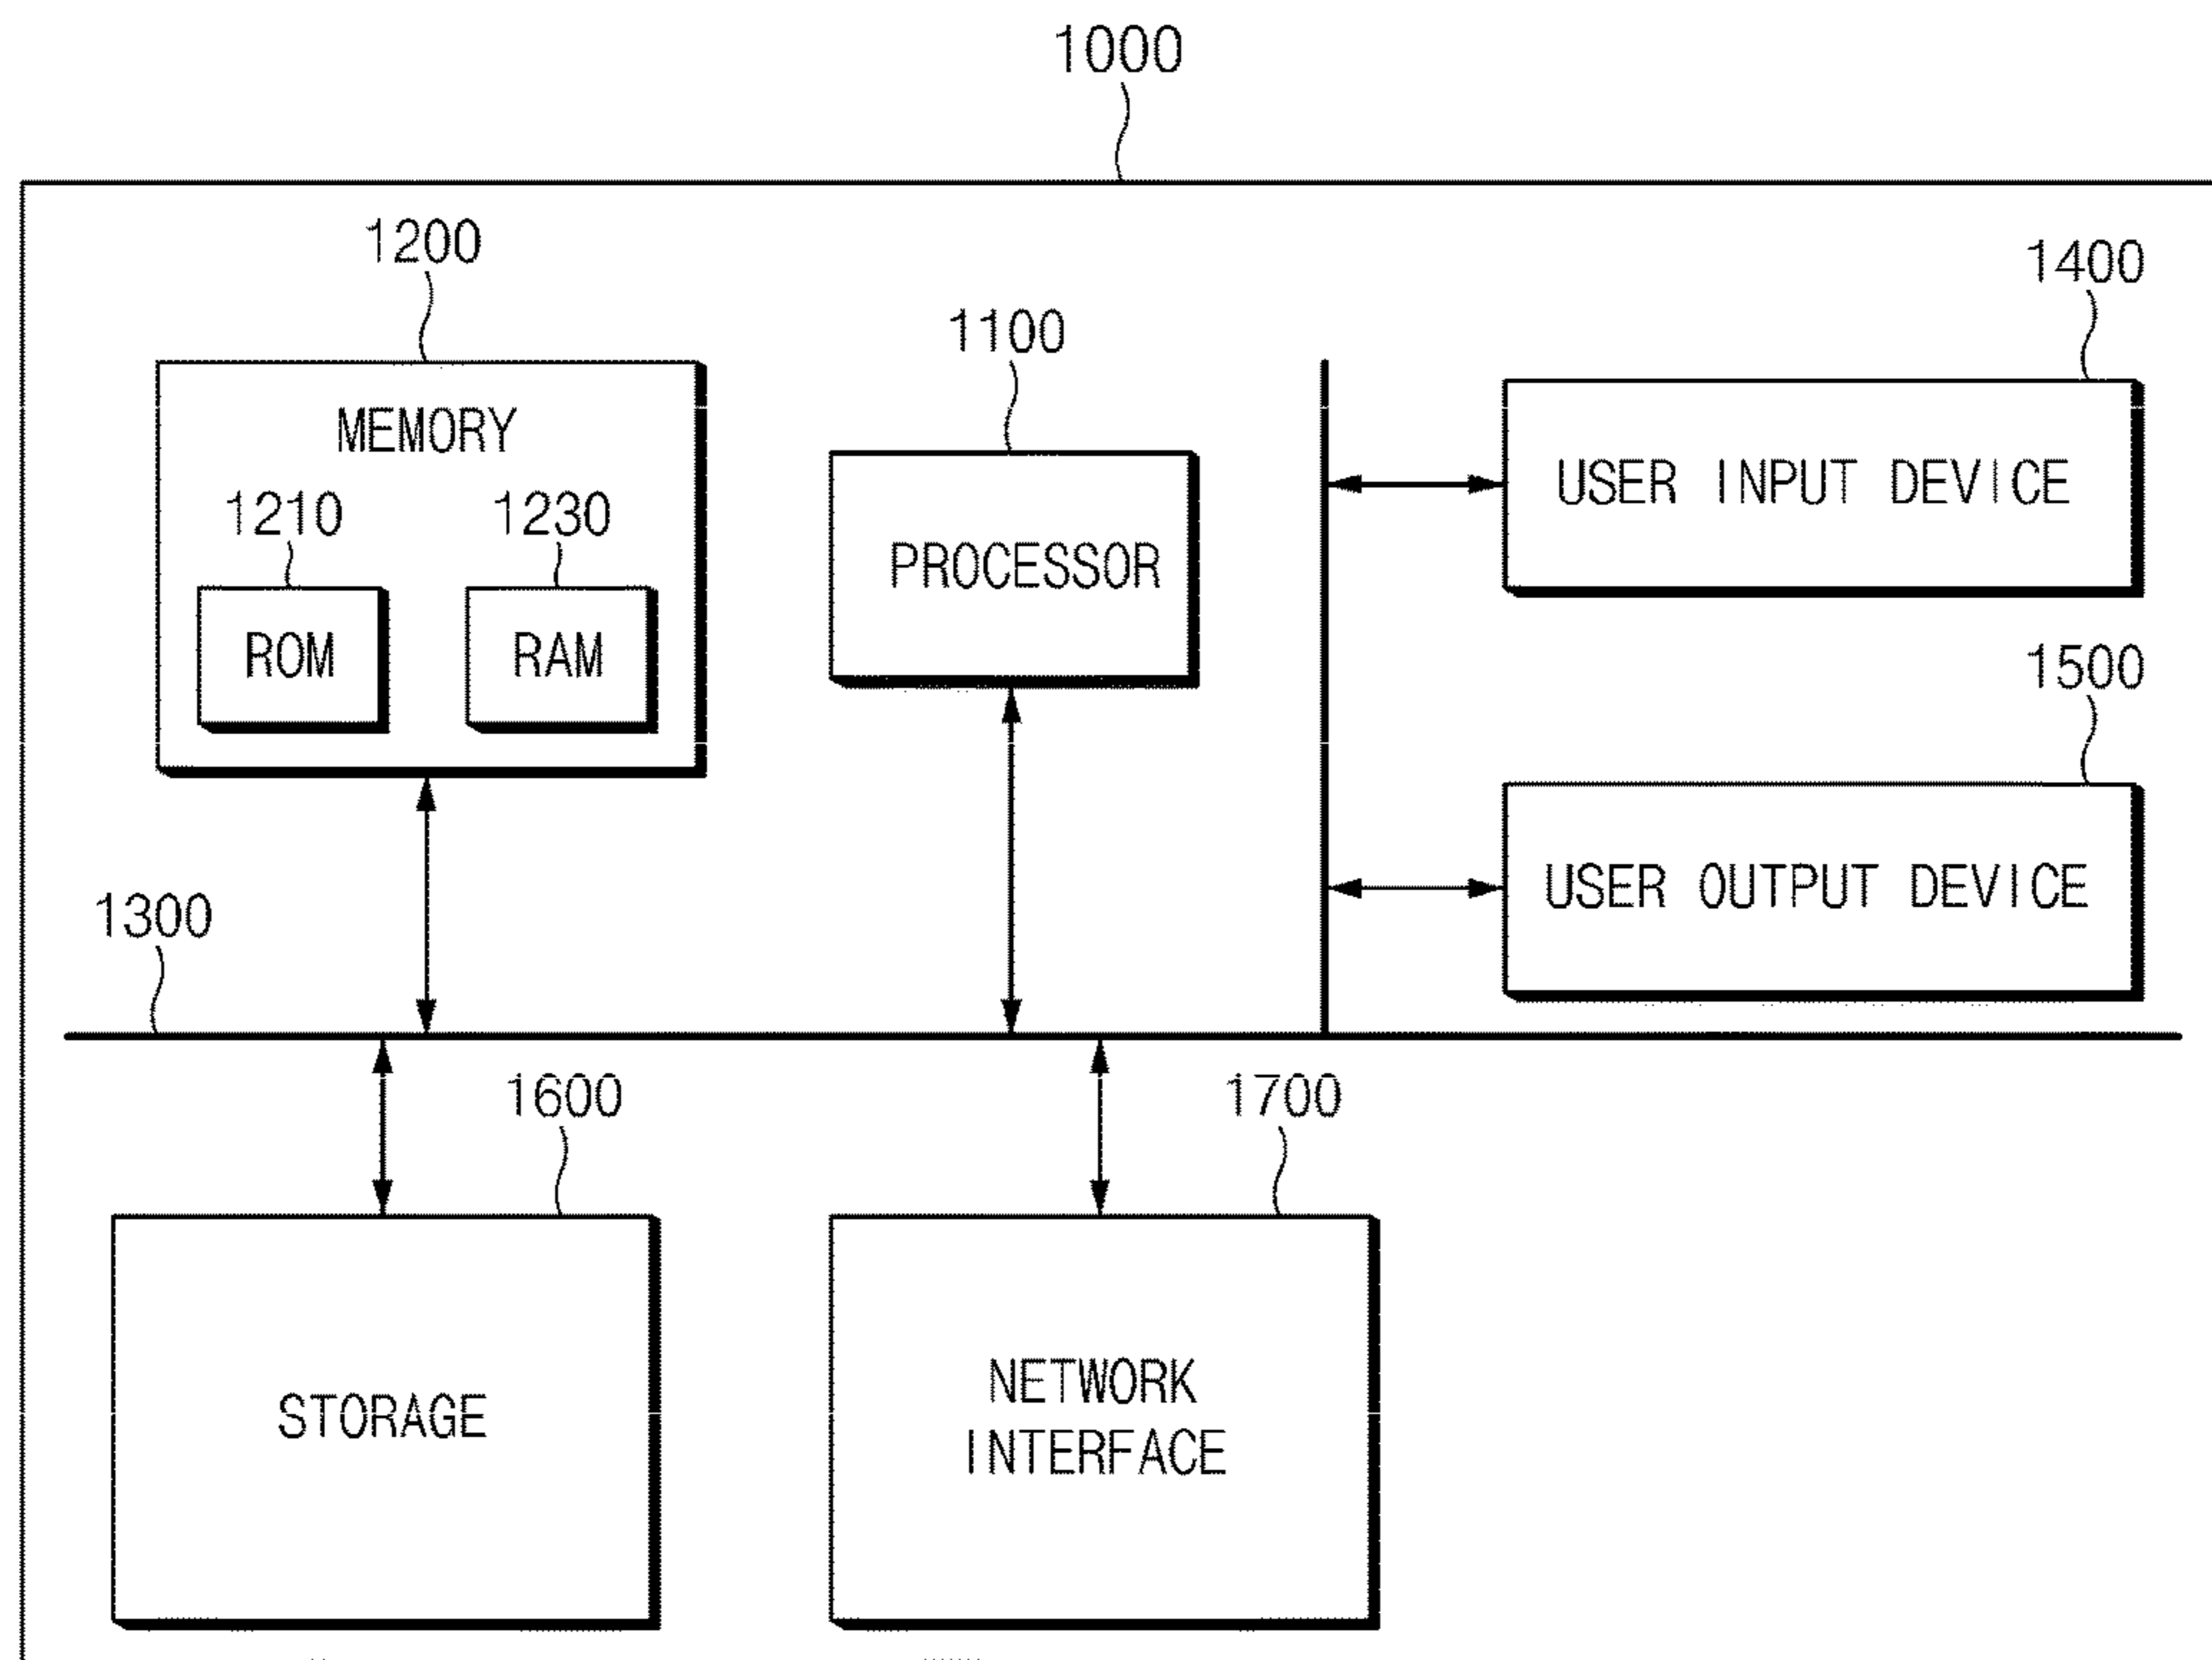 1000
1200
1400
1100
MEMORY
USER INPUT DEVICE
1210
1230
PROCESSOR
ROM
RAM
1500
USER OUTPUT DEVICE
1300
1600
1700
STORAGE
NETWORK
INTERFACE